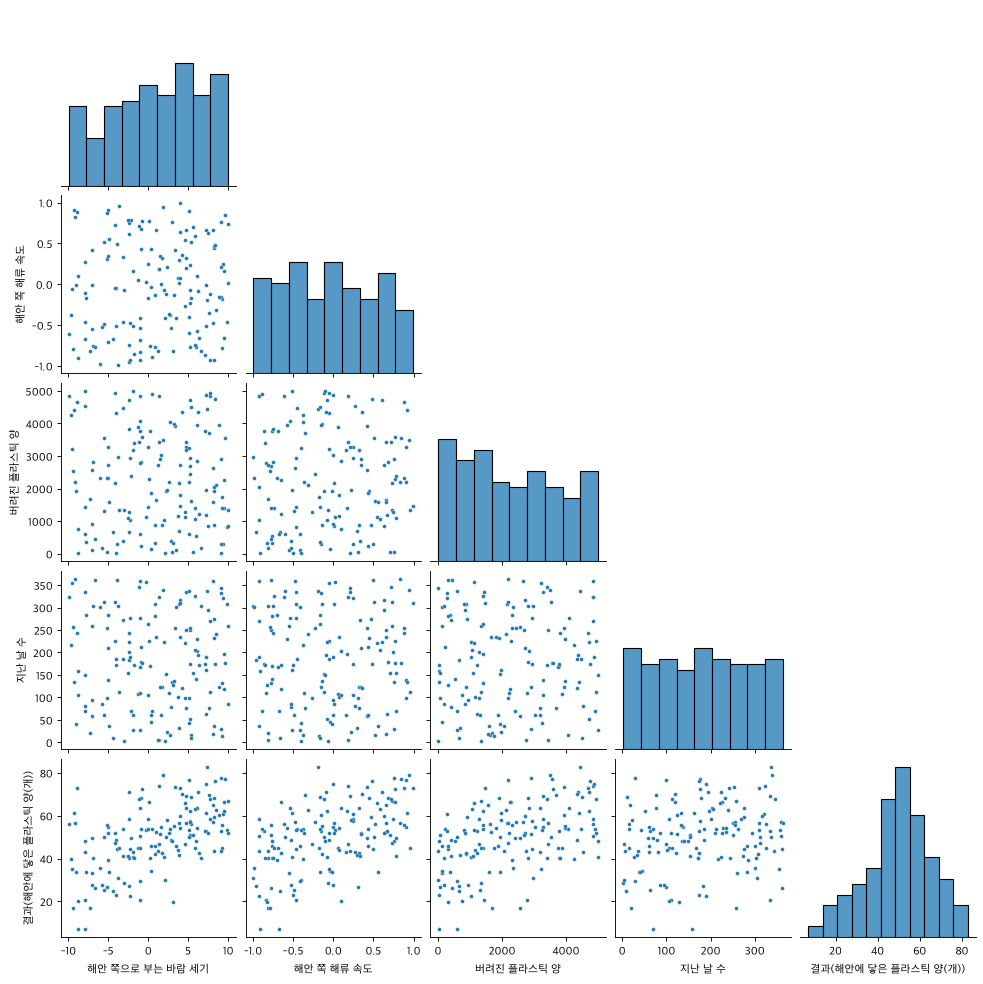 1.0
0.5
0.0
-0.5
-1.0
해안 쪽 해류 속도
5000
4000
3000
2000
1000
0
버려진 플라스틱 양
350
300
250
200
150
100
50
0
지난 날 수
80
60
40
20
결과(해안에 닿은 플라스틱 양(개))
-10 -5 0 5 10
해안 쪽으로 부는 바람 세기
-1.0 -0.5 0.0 0.5 1.0
해안 쪽 해류 속도
0 2000 4000
버려진 플라스틱 양
0 100 200 300
지난 날 수
20 40 60 80
결과(해안에 닿은 플라스틱 양(개))